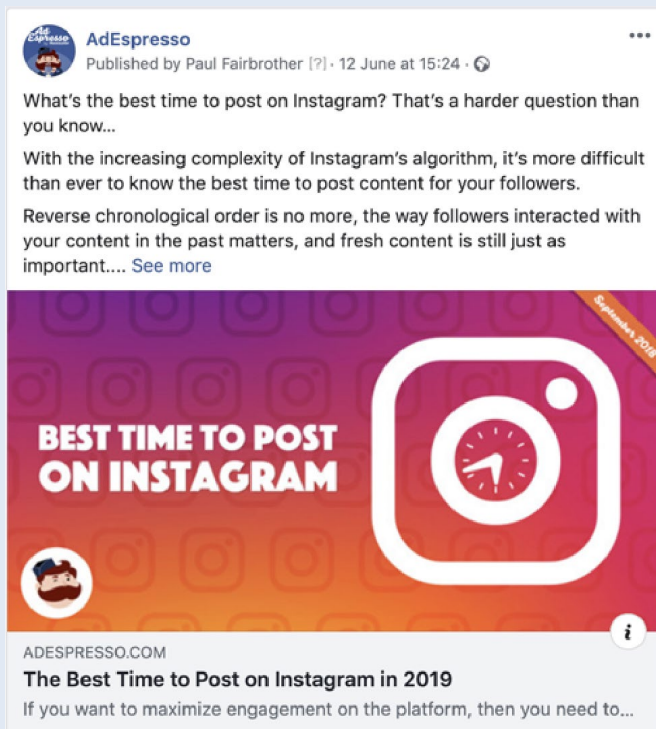 Ad
Espresso
AdEspresso
Published by Paul Fairbrother [?] · 12 June at 15:24 ·
What's the best time to post on Instagram? That's a harder question than
you know...
With the increasing complexity of Instagram's algorithm, it's more difficult
than ever to know the best time to post content for your followers.
Reverse chronological order is no more, the way followers interacted with
your content in the past matters, and fresh content is still just as
important.... See more
September 2018
BEST TIME TO POST
ON INSTAGRAM
i
ADESPRESSO.COM
The Best Time to Post on Instagram in 2019
If you want to maximize engagement on the platform, then you need to...